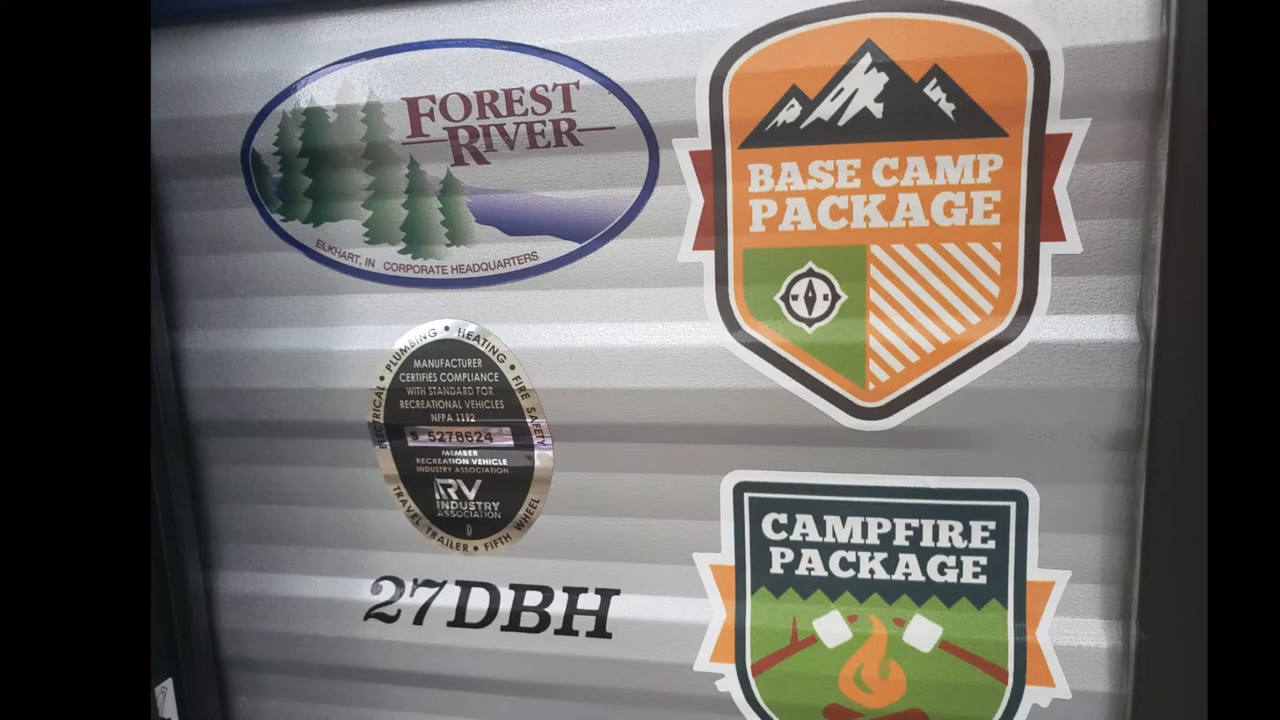 FOREST
RIVER
ELKHART, IN CORPORATE HEADQUARTERS
BASE CAMP
PACKAGE
W
ELECTRICAL • PLUMBING • HEATING • FIRE SAFETY
MANUFACTURER
CERTIFIES COMPLIANCE
WITH STANDARD FOR
RECREATIONAL VEHICLES
NFPA 1192
S 5278624
MEMBER
RECREATION VEHICLE
INDUSTRY ASSOCIATION
RV
INDUSTRY
ASSOCIATION
TRAVEL TRAILER • FIFTH WHEEL
27DBH
CAMPFIRE
PACKAGE